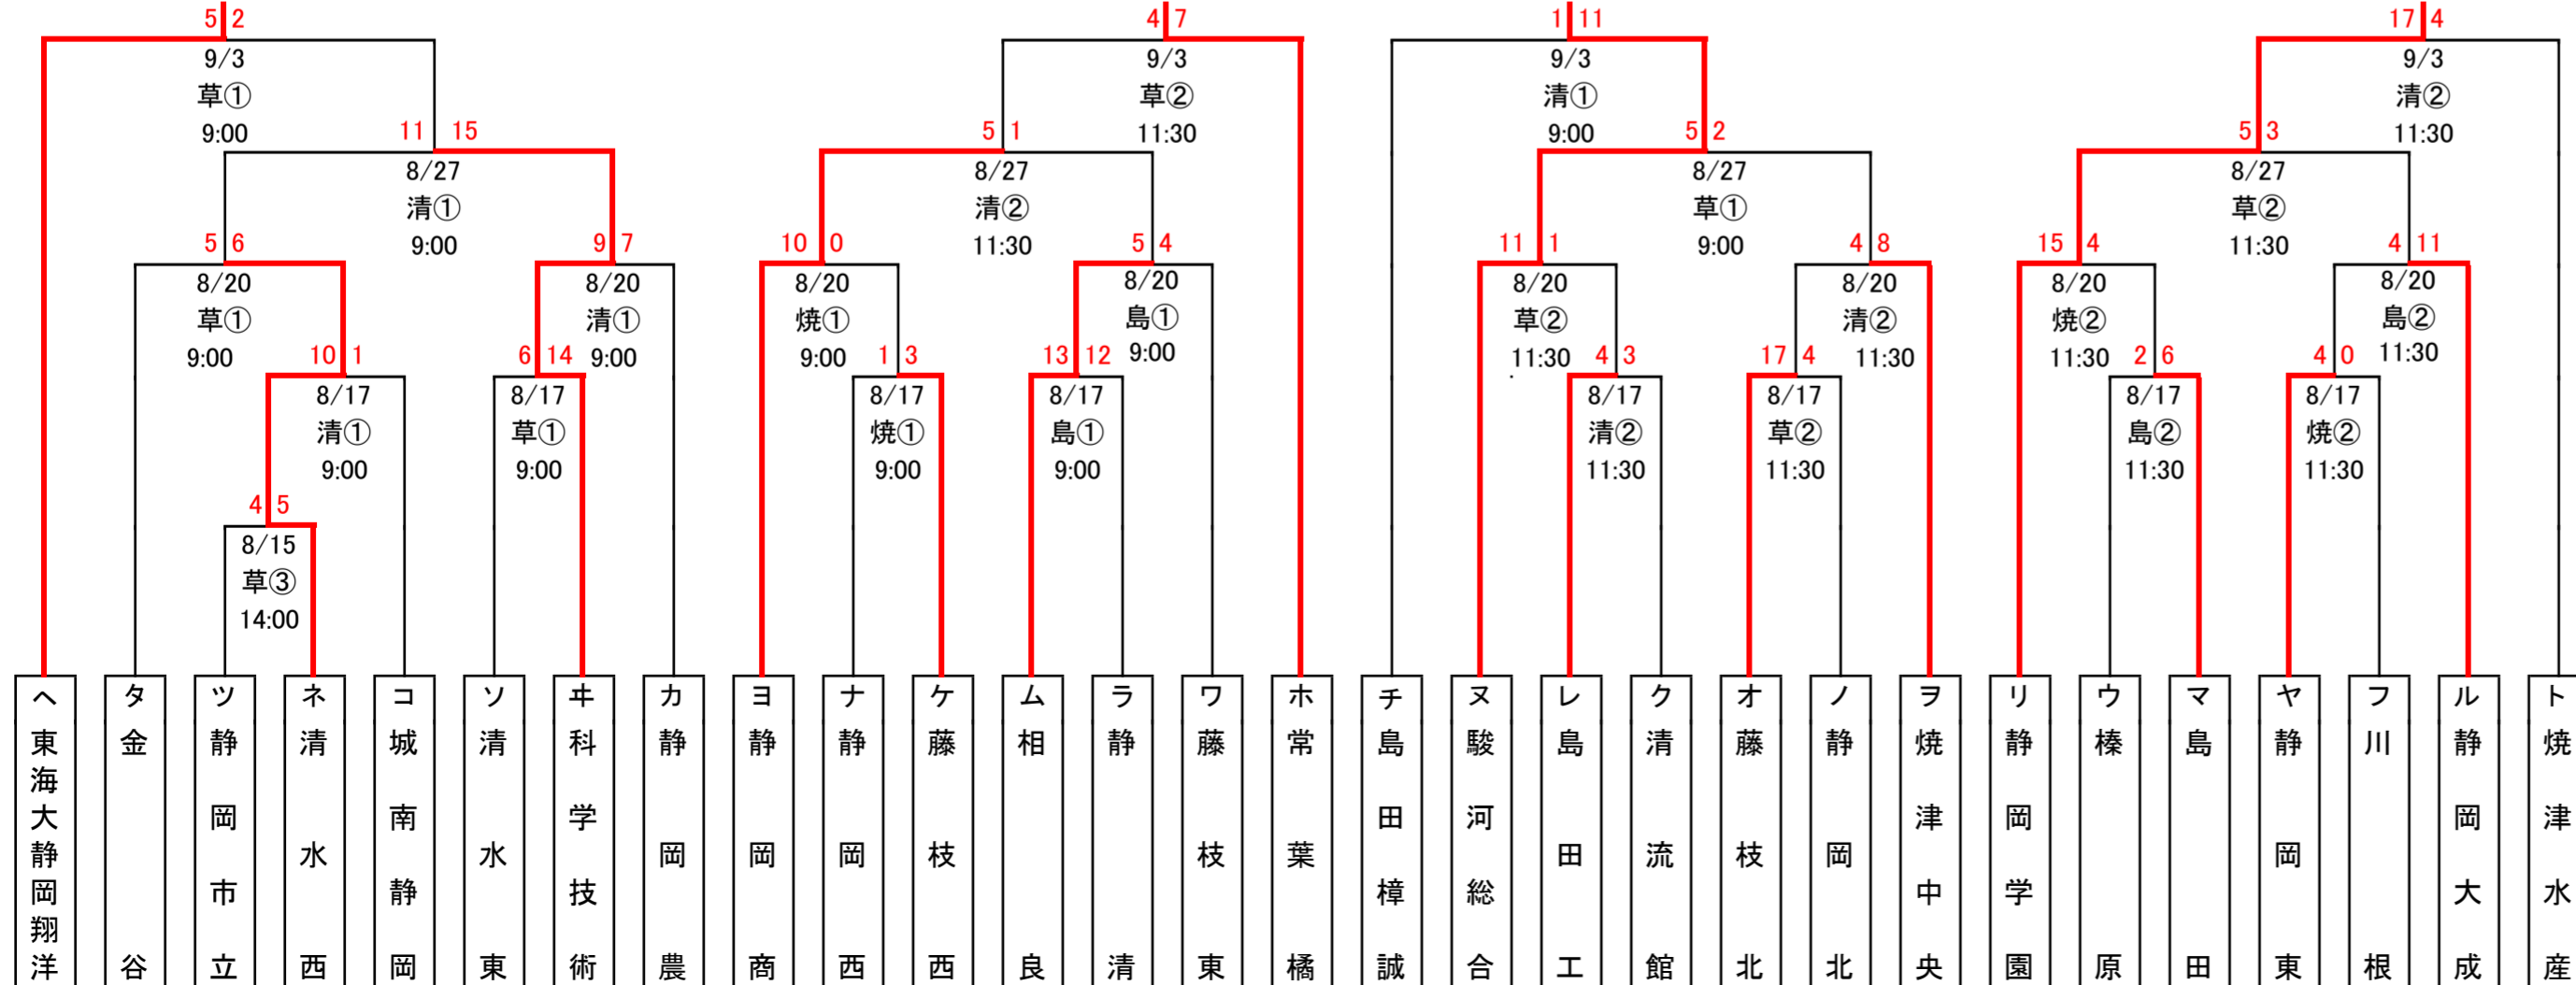 5 2
4 7
1 11
17 4
9/3
9/3
9/3
9/3
草①
草②
清①
清②
9:00
11:30
9:00
11:30
11 15
5 1
5 2
5 3
8/27
8/27
8/27
8/27
清①
清②
草①
草②
9:00
11:30
9:00
11:30
5 6
9 7
10 0
5 4
11 1
4 8
15 4
4 11
8/20
8/20
8/20
8/20
8/20
8/20
8/20
8/20
草①
清①
焼①
島①
草②
清②
焼②
島②
9:00
9:00
9:00
9:00
11:30
11:30
11:30
11:30
10 1
6 14
1 3
13 12
4 3
17 4
2 6
4 0
8/17
8/17
8/17
8/17
8/17
8/17
8/17
8/17
清①
草①
焼①
島①
清②
草②
島②
焼②
9:00
9:00
9:00
9:00
11:30
11:30
11:30
11:30
4 5
8/15
草③
14:00
ヘ東海大静岡翔洋
タ金谷
ツ静岡市立
ネ清水西
コ城南静岡
ソ清水東
ヰ科学技術
カ静岡農
ヨ静岡商
ナ静岡西
ケ藤枝西
ム相良
ラ静清
ワ藤枝東
ホ常葉橘
チ島田樟誠
ヌ駿河総合
レ島田工
ク清流館
オ藤枝北
ノ静岡北
ヲ焼津中央
リ静岡学園
ウ榛原
マ島田
ヤ静岡東
フ川根
ル静岡大成
ト焼津水産